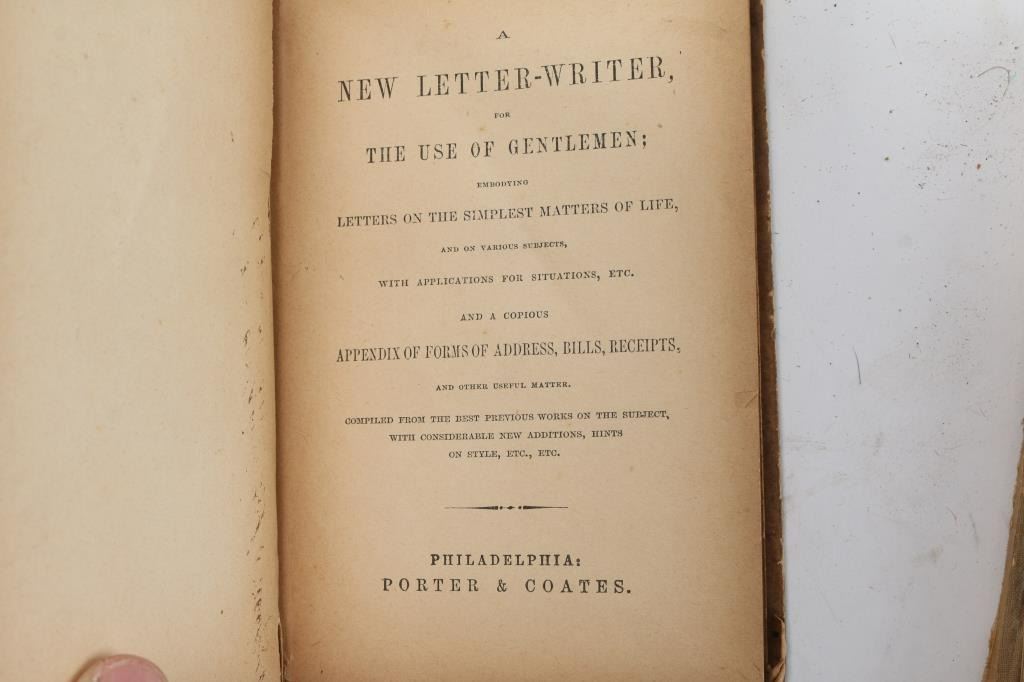 A
NEW LETTER-WRITER,
FOR
THE USE OF GENTLEMEN;
EMBODYING
LETTERS ON THE SIMPLEST MATTERS OF LIFE,
AND ON VARIOUS SUBJECTS,
WITH APPLICATIONS FOR SITUATIONS, ETC.
AND A COPIOUS
APPENDIX OF FORMS OF ADDRESS, BILLS, RECEIPTS,
AND OTHER USEFUL MATTER.
COMPILED FROM THE BEST PREVIOUS WORKS ON THE SUBJECT,
WITH CONSIDERABLE NEW ADDITIONS, HINTS
ON STYLE, ETC., ETC.
PHILADELPHIA:
PORTER & COATES.